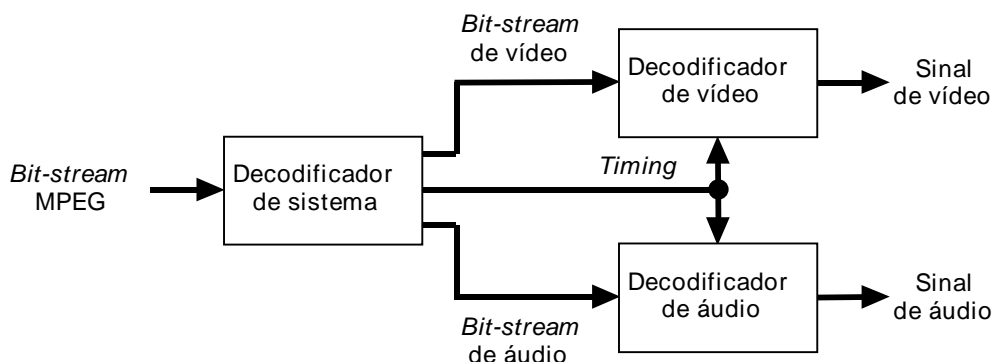 Bit-stream
de vídeo
Decodificador
de vídeo
Sinal
de vídeo
Bit-stream
MPEG
Decodificador
de sistema
Timing
Decodificador
de áudio
Sinal
de áudio
Bit-stream
de áudio